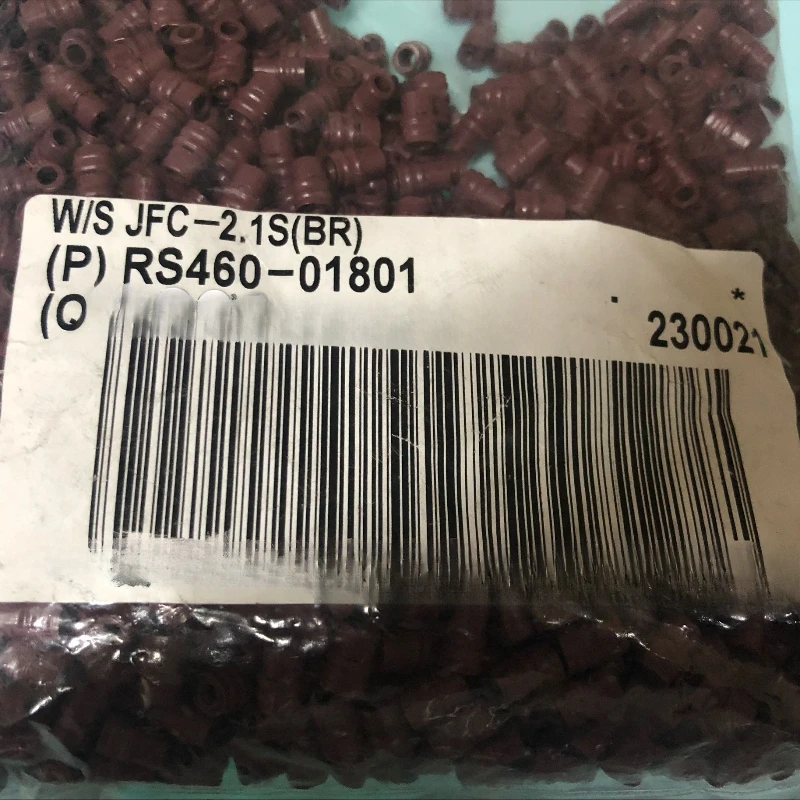 W/S JFC-2.1S(BR)
(P) RS460-01801
*
(Q 230021